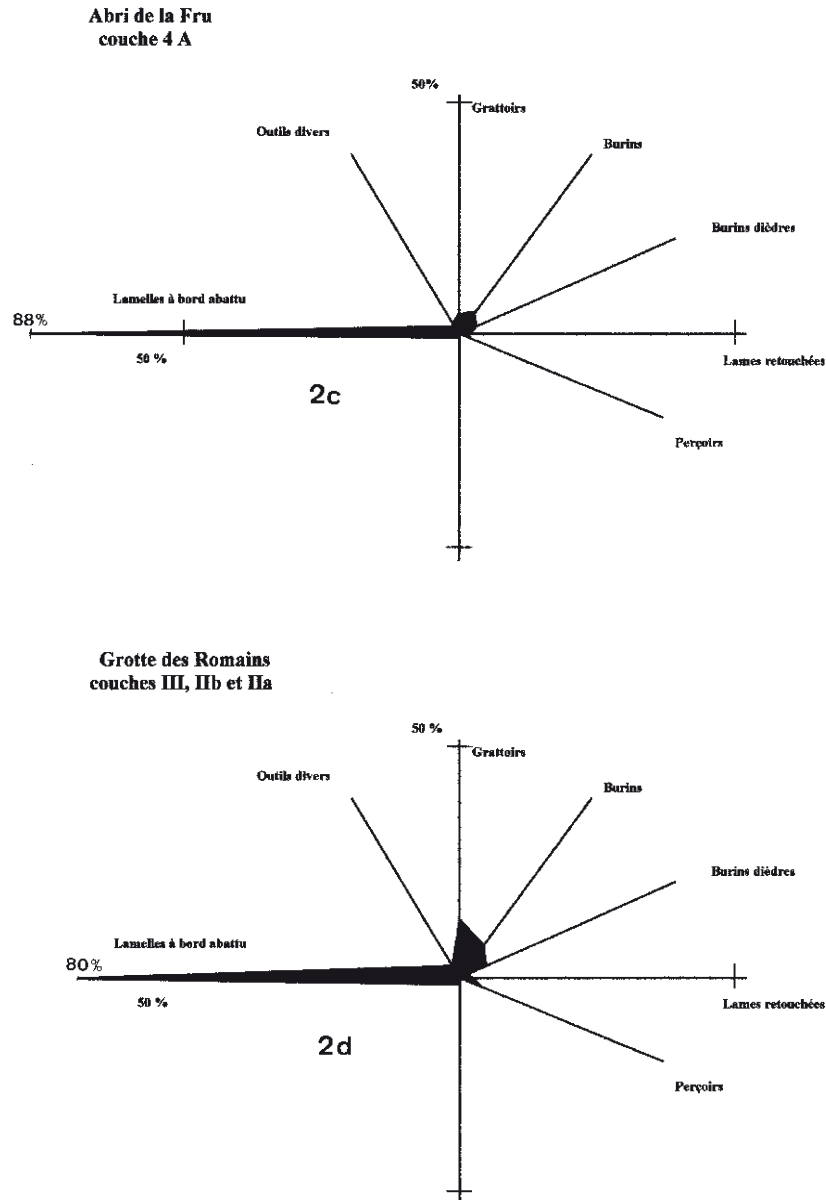 Abri de la Fru
couche 4 A
50%
Grattoirs
Outils divers
Burins
Burins dièdres
Lamelles à bord abattu
88%
50 %
Lames retouchées
2c
Perçoirs
Grotte des Romains
couches III, IIb et IIa
50 %
Grattoirs
Outils divers
Burins
Burins dièdres
Lamelles à bord abattu
80%
50 %
Lames retouchées
2d
Perçoirs